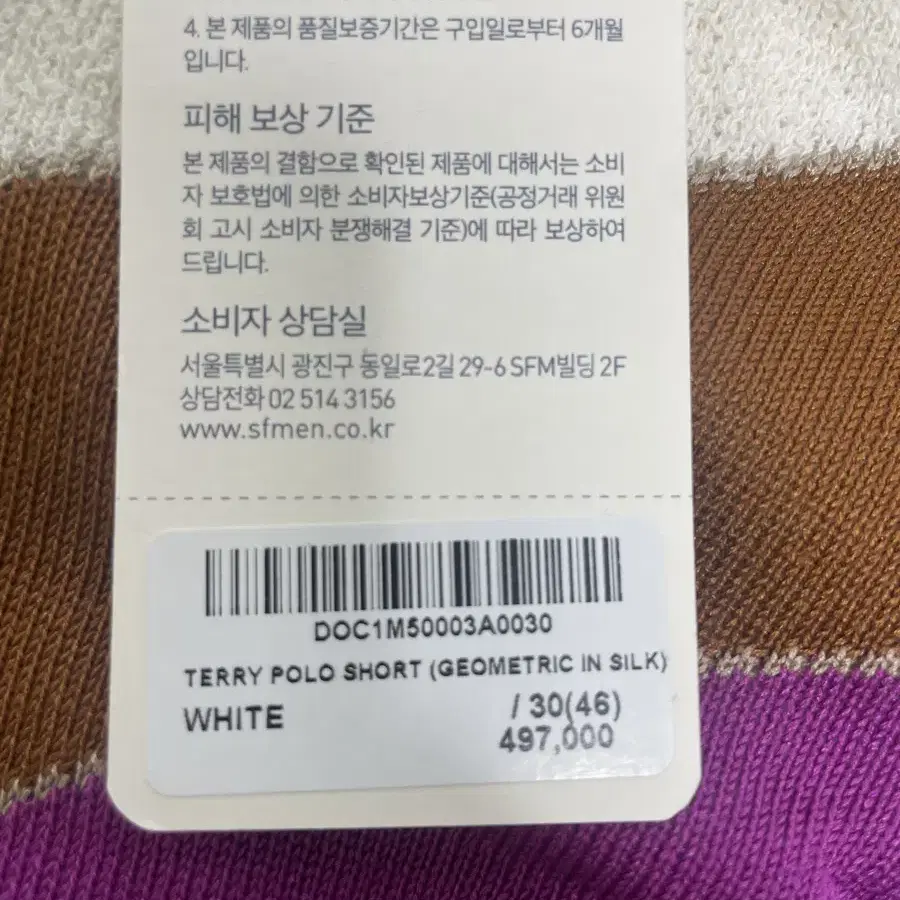 4. 본 제품의 품질보증기간은 구입일로부터 6개월
입니다.
피해 보상 기준
본 제품의 결함으로 확인된 제품에 대해서는 소비
자 보호법에 의한 소비자보상기준(공정거래 위원
회 고시 소비자 분쟁해결 기준)에 따라 보상하여
드립니다.
소비자 상담실
서울특별시 광진구 동일로2길 29-6 SFM빌딩 2F
상담전화 02 514 3156
www.sfmen.co.kr
DOC1M50003A0030
TERRY POLO SHORT (GEOMETRIC IN SILK)
WHITE / 30(46)
497,000